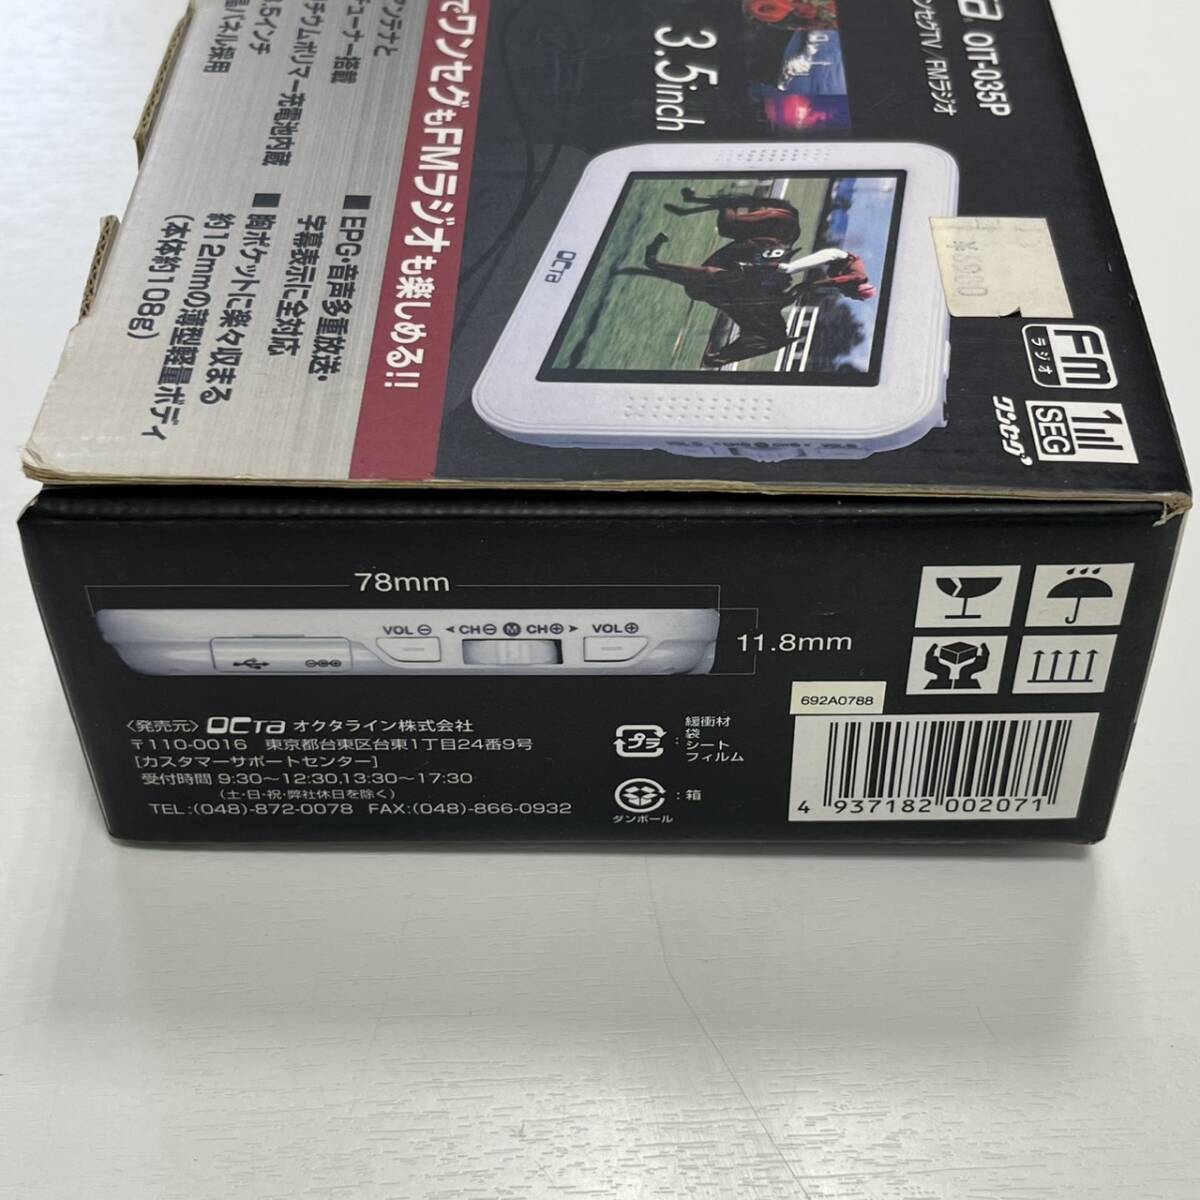 OIT-035P
ンセグTV/FMラジオ
3.5inch
でワンセグもFMラジオも楽しめる!!
ンテナと
ューナー搭載
チウムポリマー充電池内蔵
.5インチ
晶パネル採用
■EPG・音声多重放送・
字幕表示に全対応
■胸ポケットに楽々収まる
約12mmの薄型軽量ボディ
(本体約108g)
OCTa
9
Fm
ラジオ
1
SEG
ワンセグ
78mm
11.8mm
VOL⊖ ◄CH⊖ M CH⊕► VOL⊕
〈発売元〉OCTa オクタライン株式会社
〒110-0016 東京都台東区台東1丁目24番9号
[カスタマーサポートセンター]
受付時間 9:30〜12:30,13:30〜17:30
(土・日・祝・弊社休日を除く)
TEL:(048)-872-0078 FAX:(048)-866-0932
プラ
:
緩衝材
袋
シート
フィルム
:箱
ダンボール
692A0788
4 937182 002071